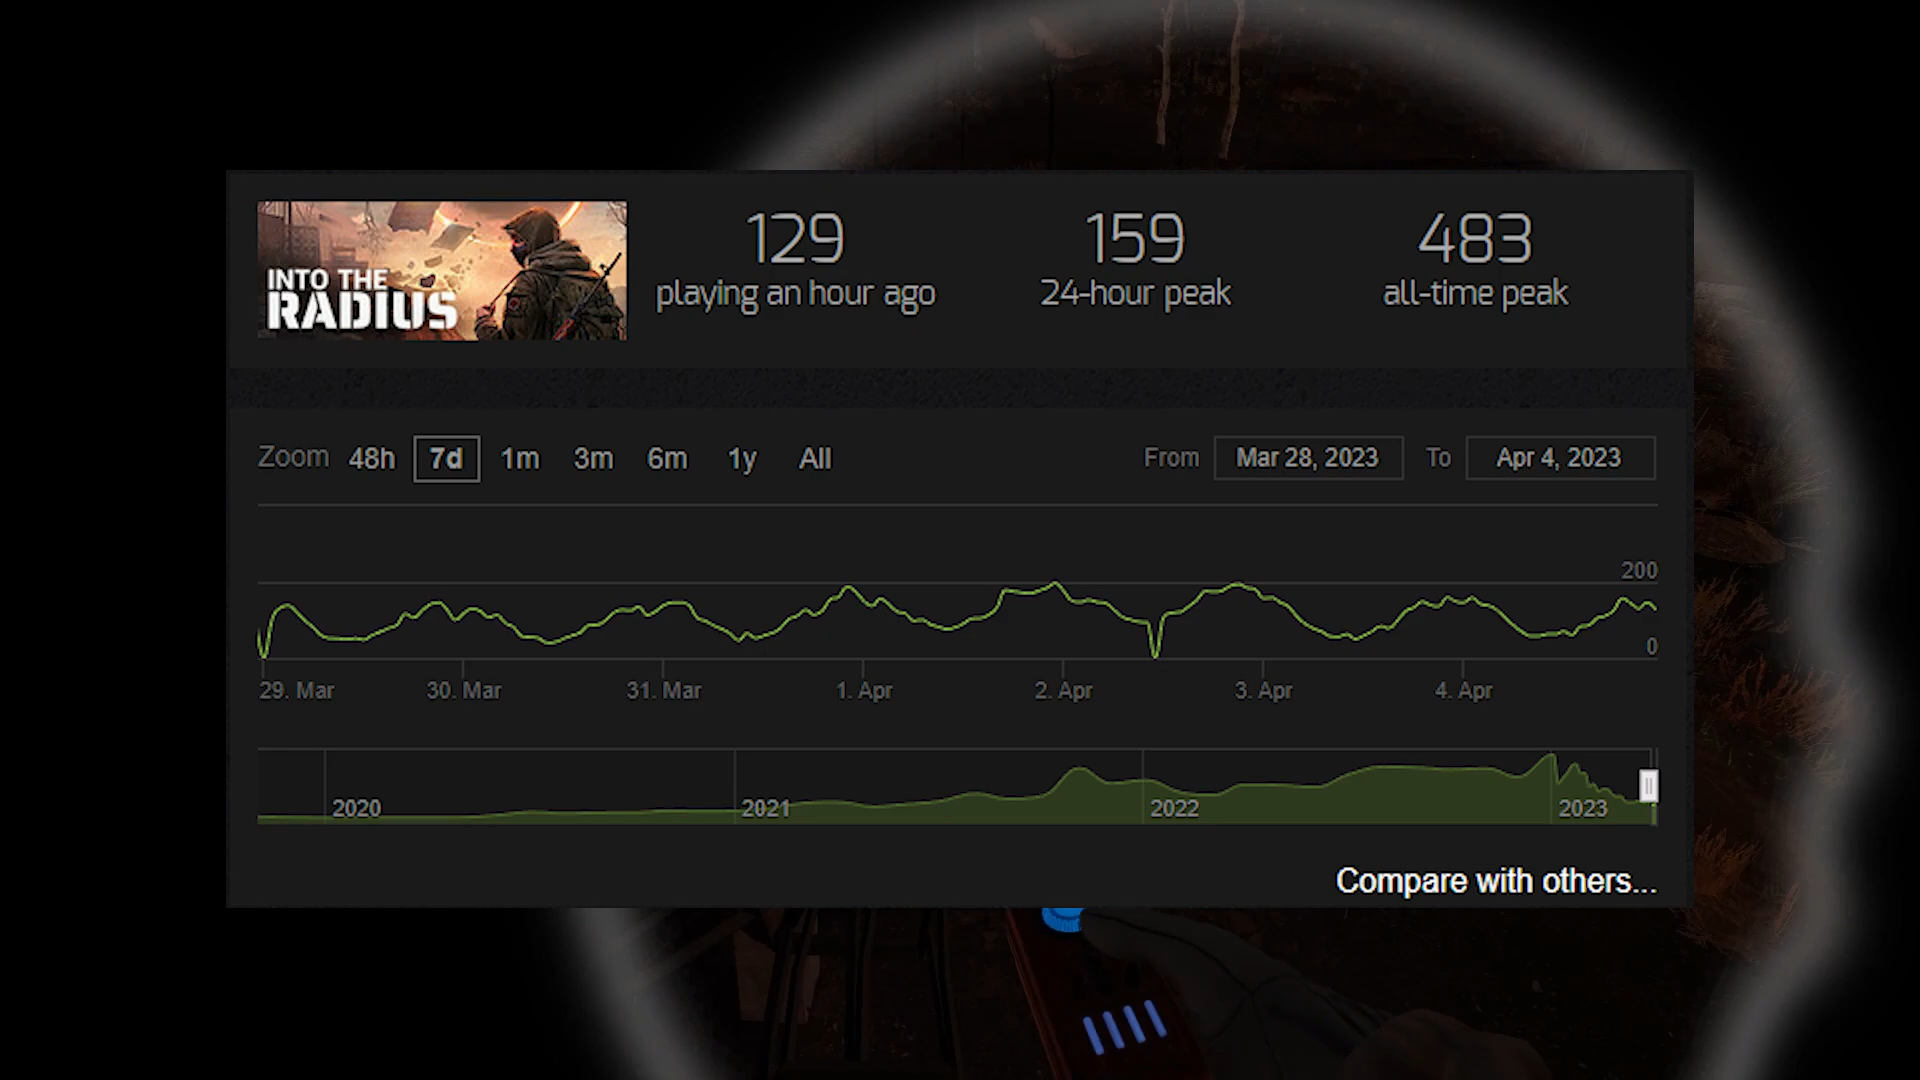 INTO THE
RADIUS
129
playing an hour ago
159
24-hour peak
483
all-time peak
Zoom 48h 7d 1m 3m 6m 1y All
From Mar 28, 2023 To Apr 4, 2023
200
0
29. Mar 30. Mar 31. Mar 1. Apr 2. Apr 3. Apr 4. Apr
2020 2021 2022 2023
Compare with others...